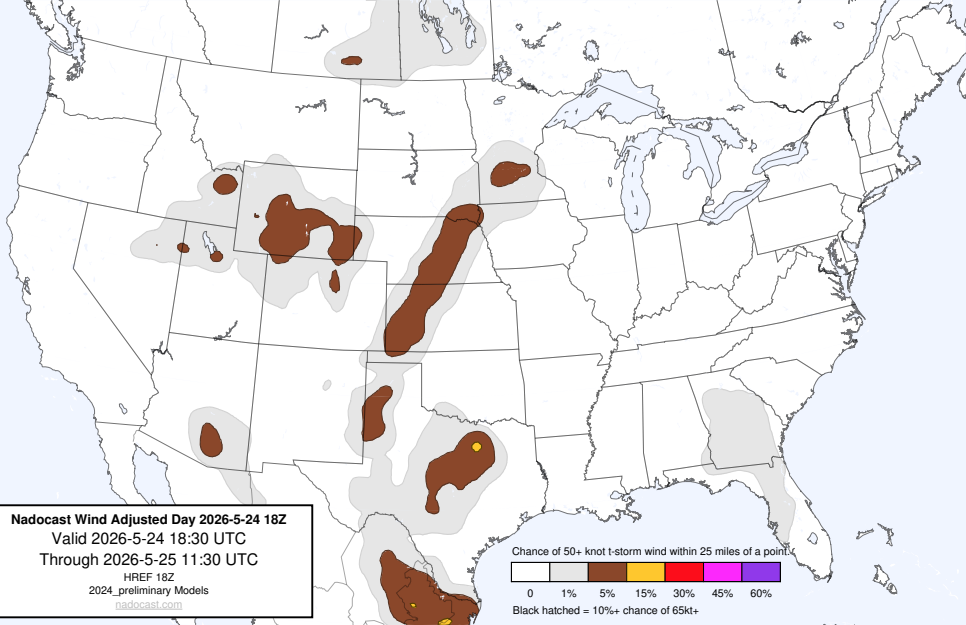 Nadocast Wind Adjusted Day 2026-5-24 18Z
Valid 2026-5-24 18:30 UTC
Through 2026-5-25 11:30 UTC
HREF 18Z
2024_preliminary Models
nadocast.com
Chance of 50+ knot t-storm wind within 25 miles of a point.
0 1% 5% 15% 30% 45% 60%
Black hatched = 10%+ chance of 65kt+